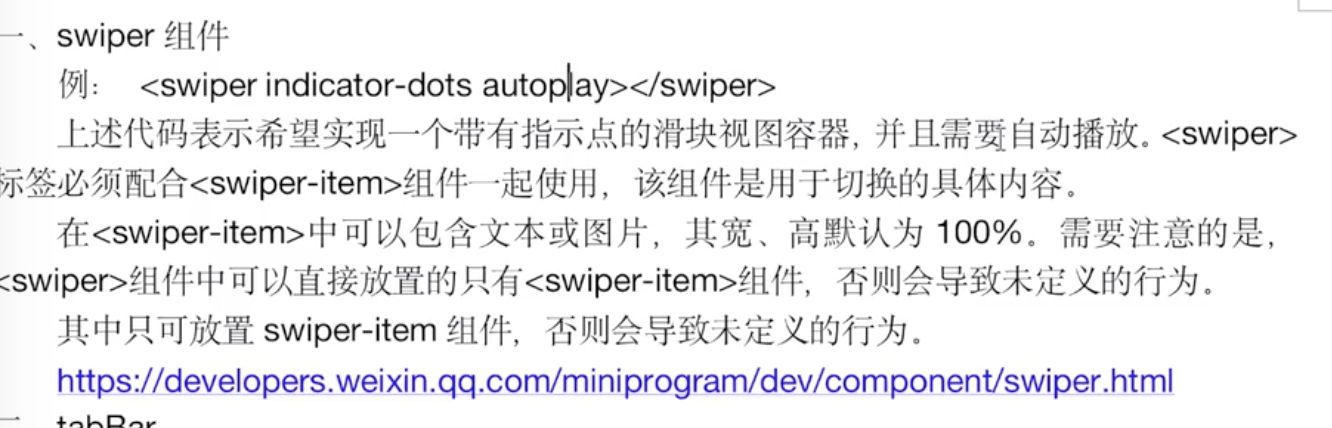 一、swiper 组件
例： <swiper indicator-dots autoplay></swiper>
上述代码表示希望实现一个带有指示点的滑块视图容器, 并且需要自动播放。<swiper>
标签必须配合<swiper-item>组件一起使用，该组件是用于切换的具体内容。
在<swiper-item>中可以包含文本或图片，其宽、高默认为 100%。需要注意的是，
<swiper>组件中可以直接放置的只有<swiper-item>组件，否则会导致未定义的行为。
其中只可放置 swiper-item 组件，否则会导致未定义的行为。
https://developers.weixin.qq.com/miniprogram/dev/component/swiper.html
tabBar